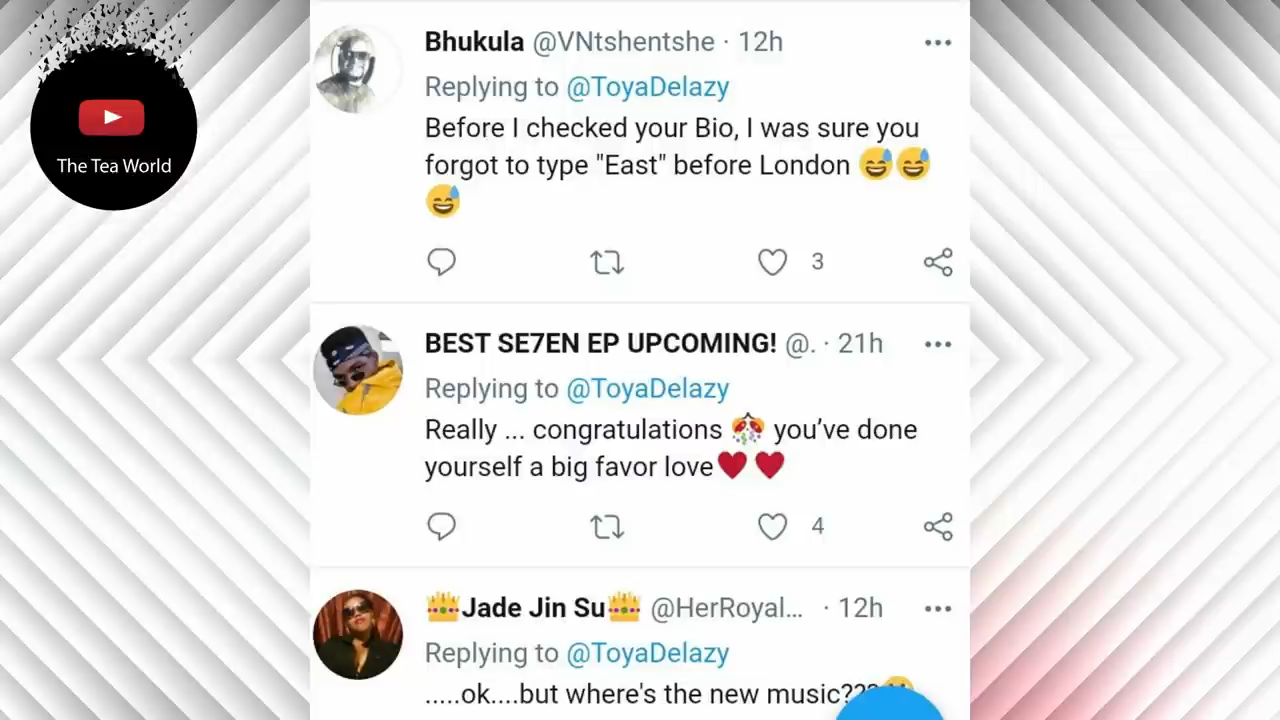 The Tea World
Bhukula @VNtshentshe · 12h
Replying to @ToyaDelazy
Before I checked your Bio, I was sure you
forgot to type "East" before London 😅😅
😅
3
BEST SE7EN EP UPCOMING! @. · 21h
Replying to @ToyaDelazy
Really ... congratulations 🎊 you’ve done
yourself a big favor love♥️♥️
4
👑Jade Jin Su👑 @HerRoyal... · 12h
Replying to @ToyaDelazy
.....ok....but where's the new music???